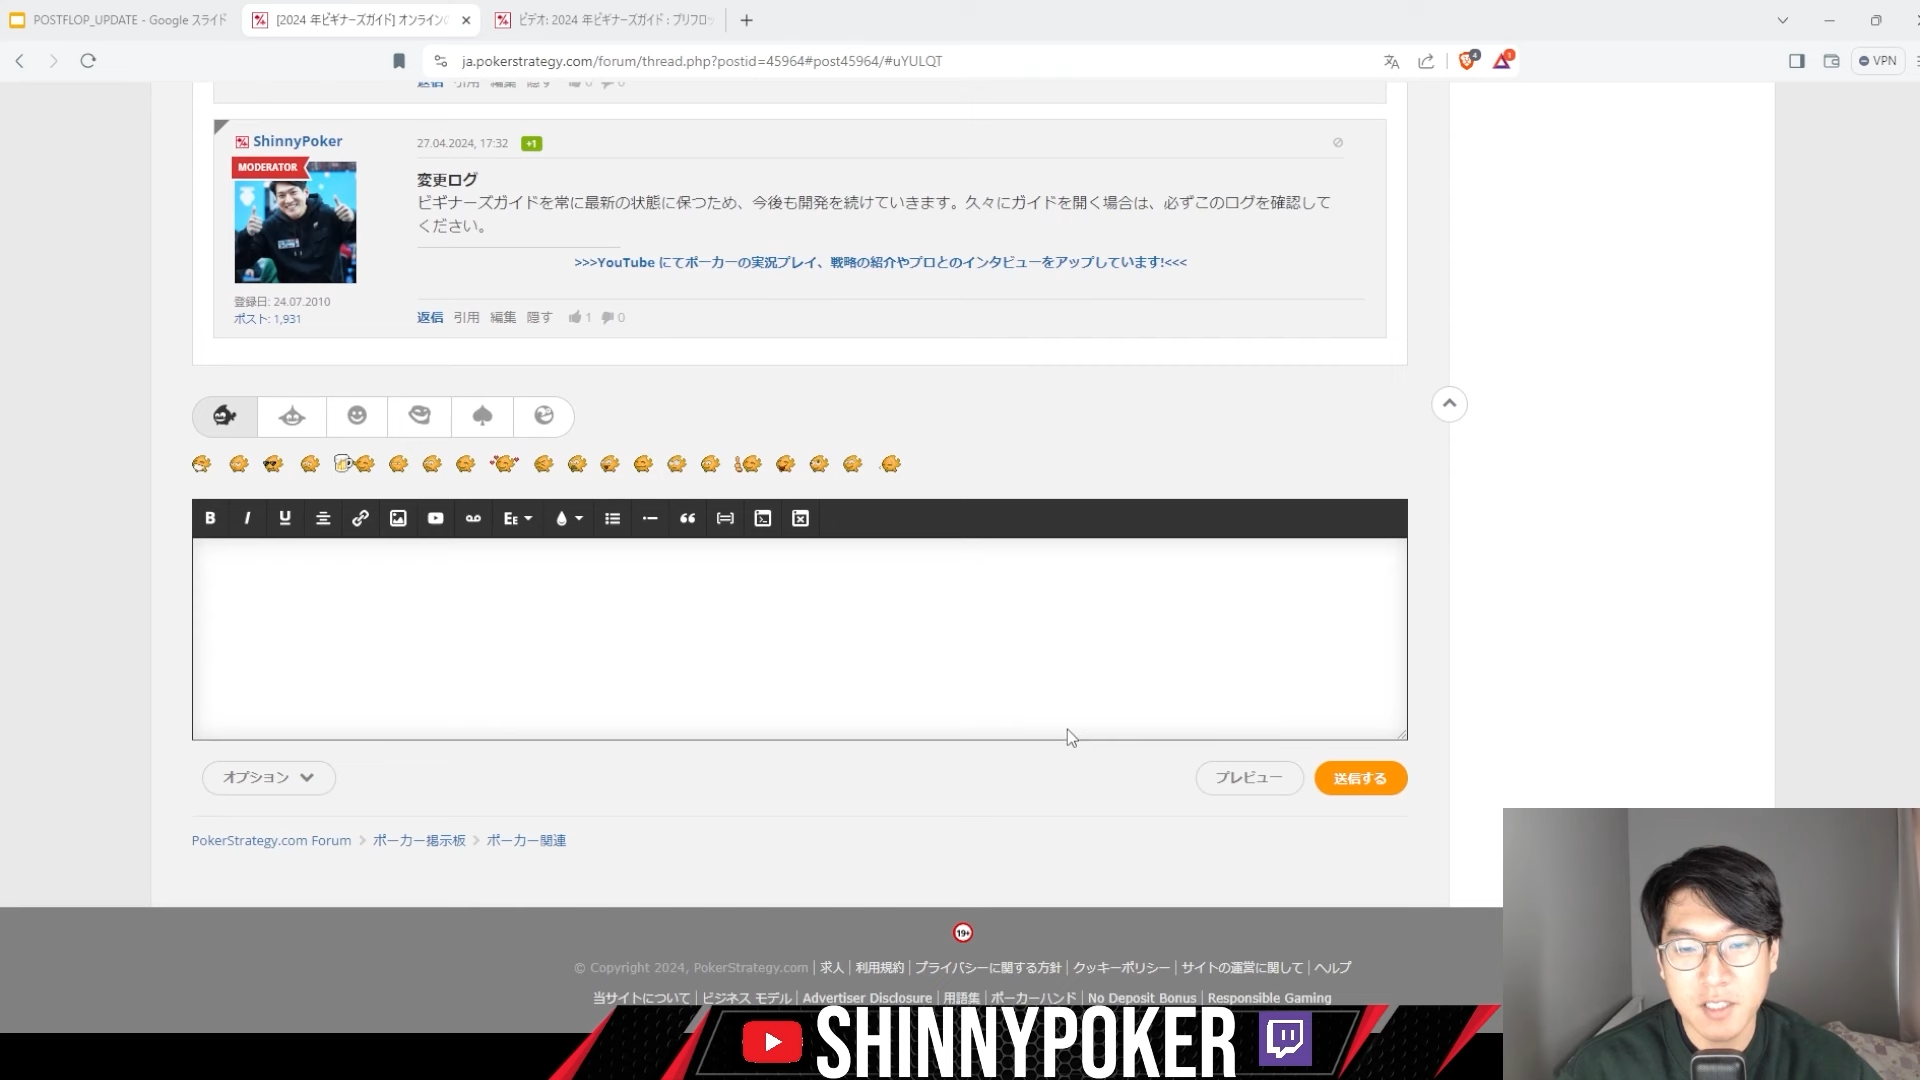 POSTFLOP_UPDATE - Google スライド
[2024 年ビギナーズガイド] オンライン
ビデオ: 2024 年ビギナーズガイド : プリフロ
ja.pokerstrategy.com/forum/thread.php?postid=45964#post45964/#uYULQT
4
1
VPN
返信 引用 編集 隠す 0 0
ShinnyPoker
27.04.2024, 17:32 +1
MODERATOR
変更ログ
ビギナーズガイドを常に最新の状態に保つため、今後も開発を続けていきます。久々にガイドを開く場合は、必ずこのログを確認して
ください。
>>>YouTube にてポーカーの実況プレイ、戦略の紹介やプロとのインタビューをアップしています!<<<
登録日: 24.07.2010
ポスト: 1,931
返信 引用 編集 隠す 1 0
B I U EE
オプション
プレビュー
送信する
PokerStrategy.com Forum > ポーカー掲示板 > ポーカー関連
19+
© Copyright 2024, PokerStrategy.com | 求人 | 利用規約 | プライバシーに関する方針 | クッキーポリシー | サイトの運営に関して | ヘルプ
当サイトについて | ビジネス モデル | Advertiser Disclosure | 用語集 | ポーカーハンド | No Deposit Bonus | Responsible Gaming
SHINNYPOKER